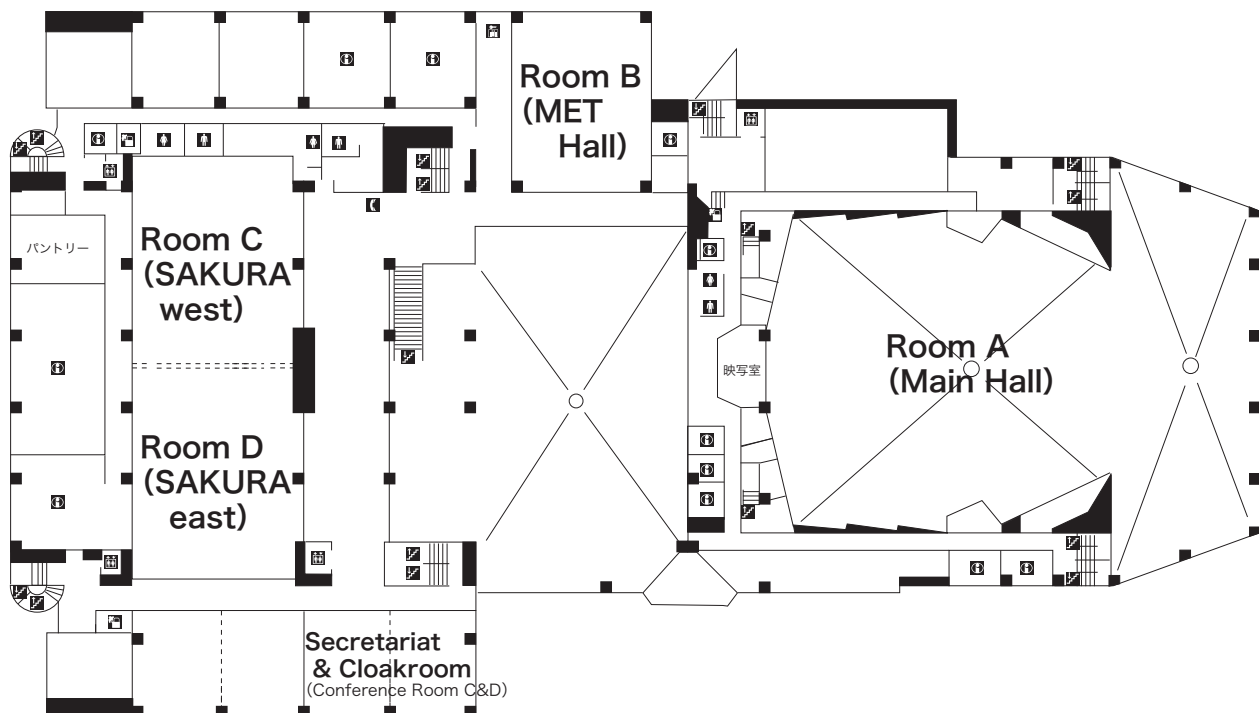 Room B
(MET
Hall)
パントリー
Room C
(SAKURA
west)
映写室
Room A
(Main Hall)
Room D
(SAKURA
east)
Secretariat
& Cloakroom
(Conference Room C&D)